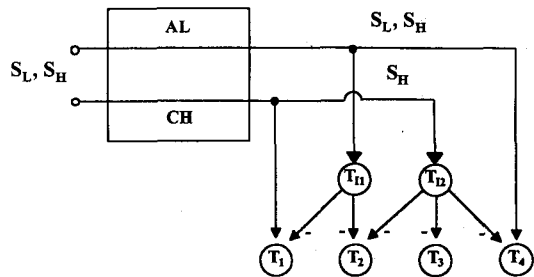 AL
S_L, S_H
S_L, S_H
S_H
CH
T_I1
T_I2
- - - -
T_1
T_2
T_3
T_4